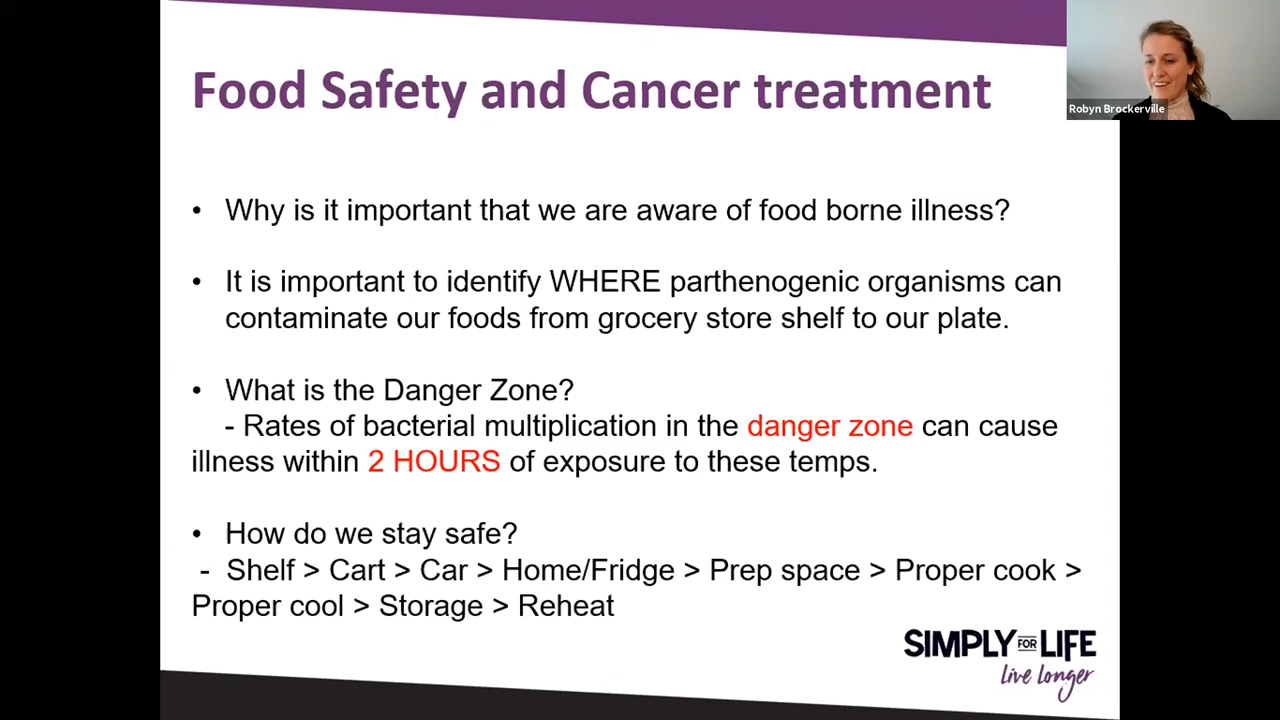 Food Safety and Cancer treatment
Robyn Brockerville
• Why is it important that we are aware of food borne illness?
• It is important to identify WHERE parthenogenic organisms can
contaminate our foods from grocery store shelf to our plate.
• What is the Danger Zone?
- Rates of bacterial multiplication in the danger zone can cause
illness within 2 HOURS of exposure to these temps.
• How do we stay safe?
- Shelf > Cart > Car > Home/Fridge > Prep space > Proper cook >
Proper cool > Storage > Reheat
SIMPLY FOR LIFE
live longer